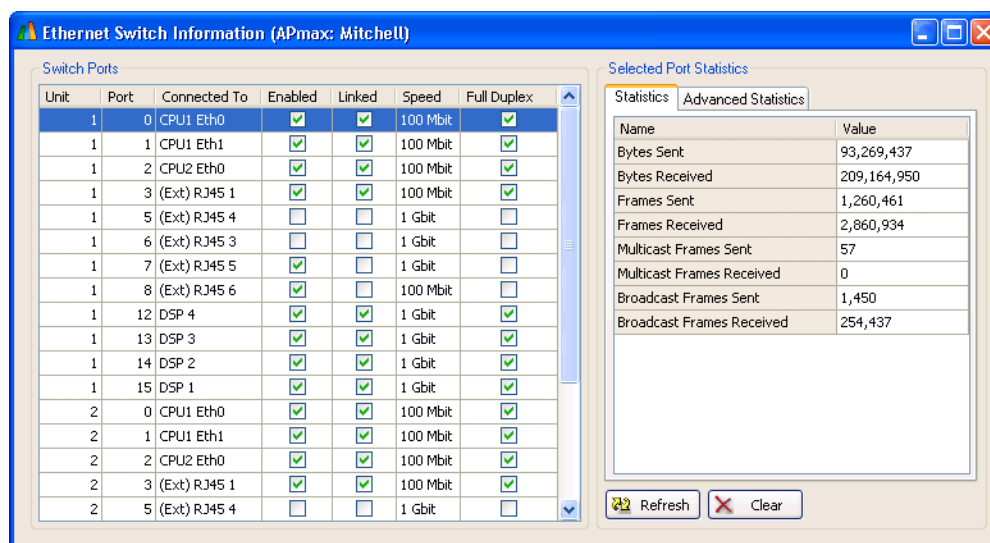 Ethernet Switch Information (APmax: Mitchell)
Switch Ports
Unit Port Connected To Enabled Linked Speed Full Duplex
1 0 CPU1 Eth0 100 Mbit
1 1 CPU1 Eth1 100 Mbit
1 2 CPU2 Eth0 100 Mbit
1 3 (Ext) RJ45 1 100 Mbit
1 5 (Ext) RJ45 4 1 Gbit
1 6 (Ext) RJ45 3 1 Gbit
1 7 (Ext) RJ45 5 1 Gbit
1 8 (Ext) RJ45 6 100 Mbit
1 12 DSP 4 1 Gbit
1 13 DSP 3 1 Gbit
1 14 DSP 2 1 Gbit
1 15 DSP 1 1 Gbit
2 0 CPU1 Eth0 100 Mbit
2 1 CPU1 Eth1 100 Mbit
2 2 CPU2 Eth0 100 Mbit
2 3 (Ext) RJ45 1 100 Mbit
2 5 (Ext) RJ45 4 1 Gbit
Selected Port Statistics
Statistics Advanced Statistics
Name Value
Bytes Sent 93,269,437
Bytes Received 209,164,950
Frames Sent 1,260,461
Frames Received 2,860,934
Multicast Frames Sent 57
Multicast Frames Received 0
Broadcast Frames Sent 1,450
Broadcast Frames Received 254,437
Refresh Clear